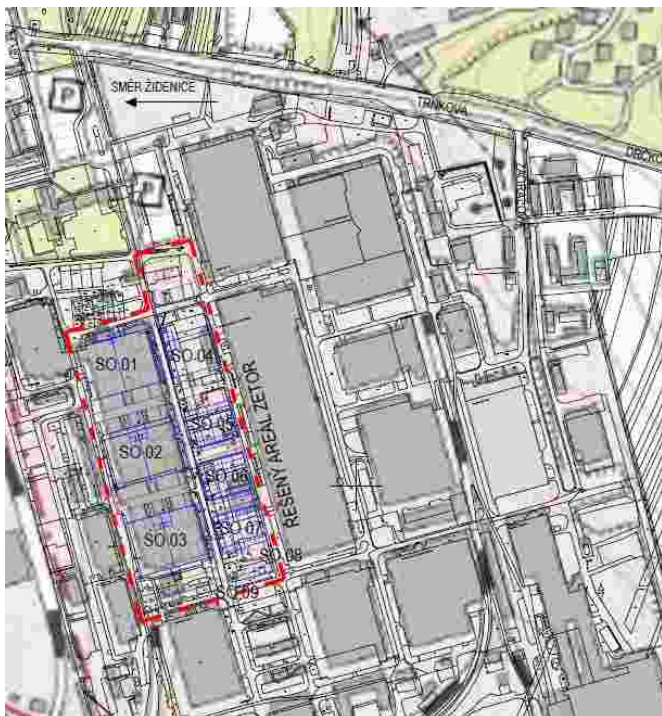 P
SMĚR ŽIDENICE
TRNKOVA
P
SO 01
SO 04
SO 05
SO 02
SO 06
SO 07
SO 03
SO 08
SO 09
ŘEŠENÝ AREÁL ZETOR